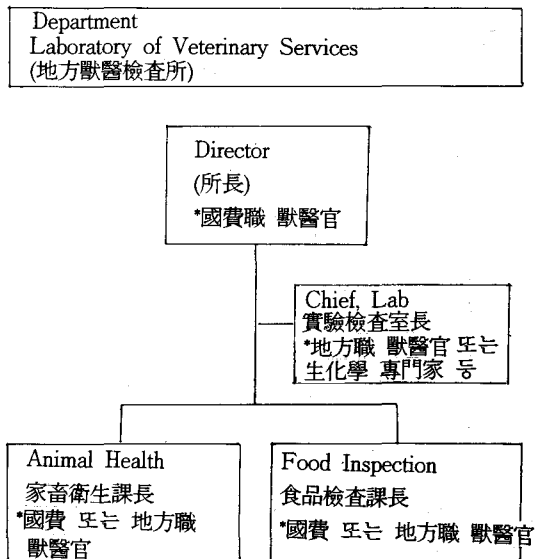 Department
Laboratory of Veterinary Services
(地方獸醫檢査所)
Director
(所長)
*國費職 獸醫官
Chief, Lab
實驗檢査室長
*地方職 獸醫官 또는
生化學 專門家 등
Animal Health
家畜衛生課長
*國費 또는 地方職
獸醫官
Food Inspection
食品檢査課長
*國費 또는 地方職 獸醫官